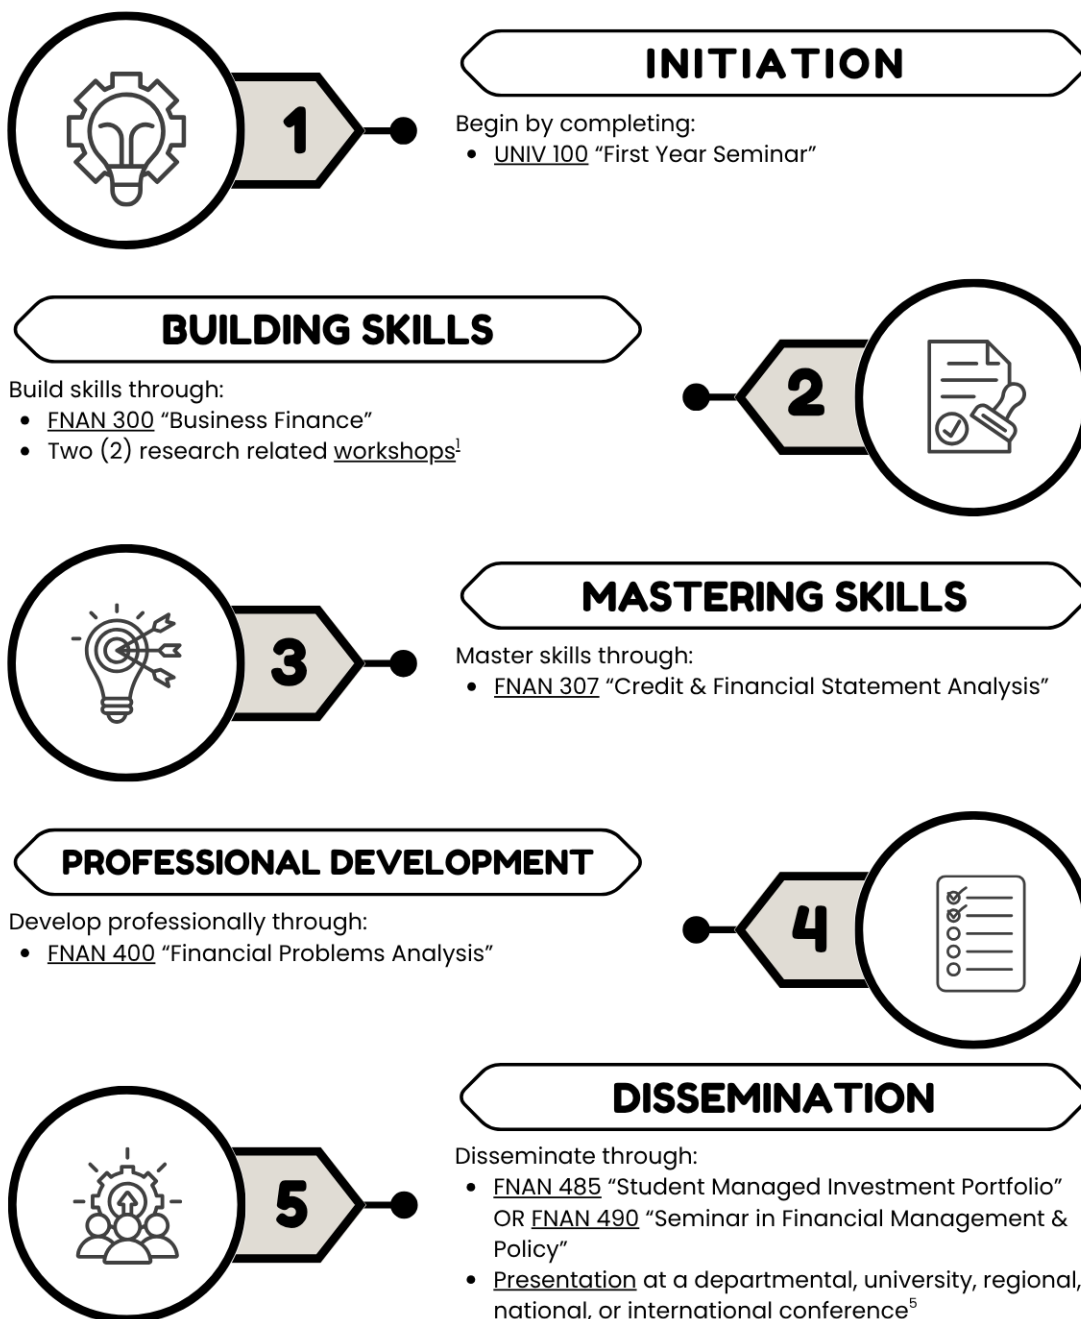 1
INITIATION
Begin by completing:
• UNIV 100 “First Year Seminar”
BUILDING SKILLS
2
Build skills through:
• FNAN 300 “Business Finance”
• Two (2) research related workshops¹
3
MASTERING SKILLS
Master skills through:
• FNAN 307 “Credit & Financial Statement Analysis”
PROFESSIONAL DEVELOPMENT
4
Develop professionally through:
• FNAN 400 “Financial Problems Analysis”
5
DISSEMINATION
Disseminate through:
• FNAN 485 “Student Managed Investment Portfolio”
OR FNAN 490 “Seminar in Financial Management &
Policy”
• Presentation at a departmental, university, regional,
national, or international conference⁵